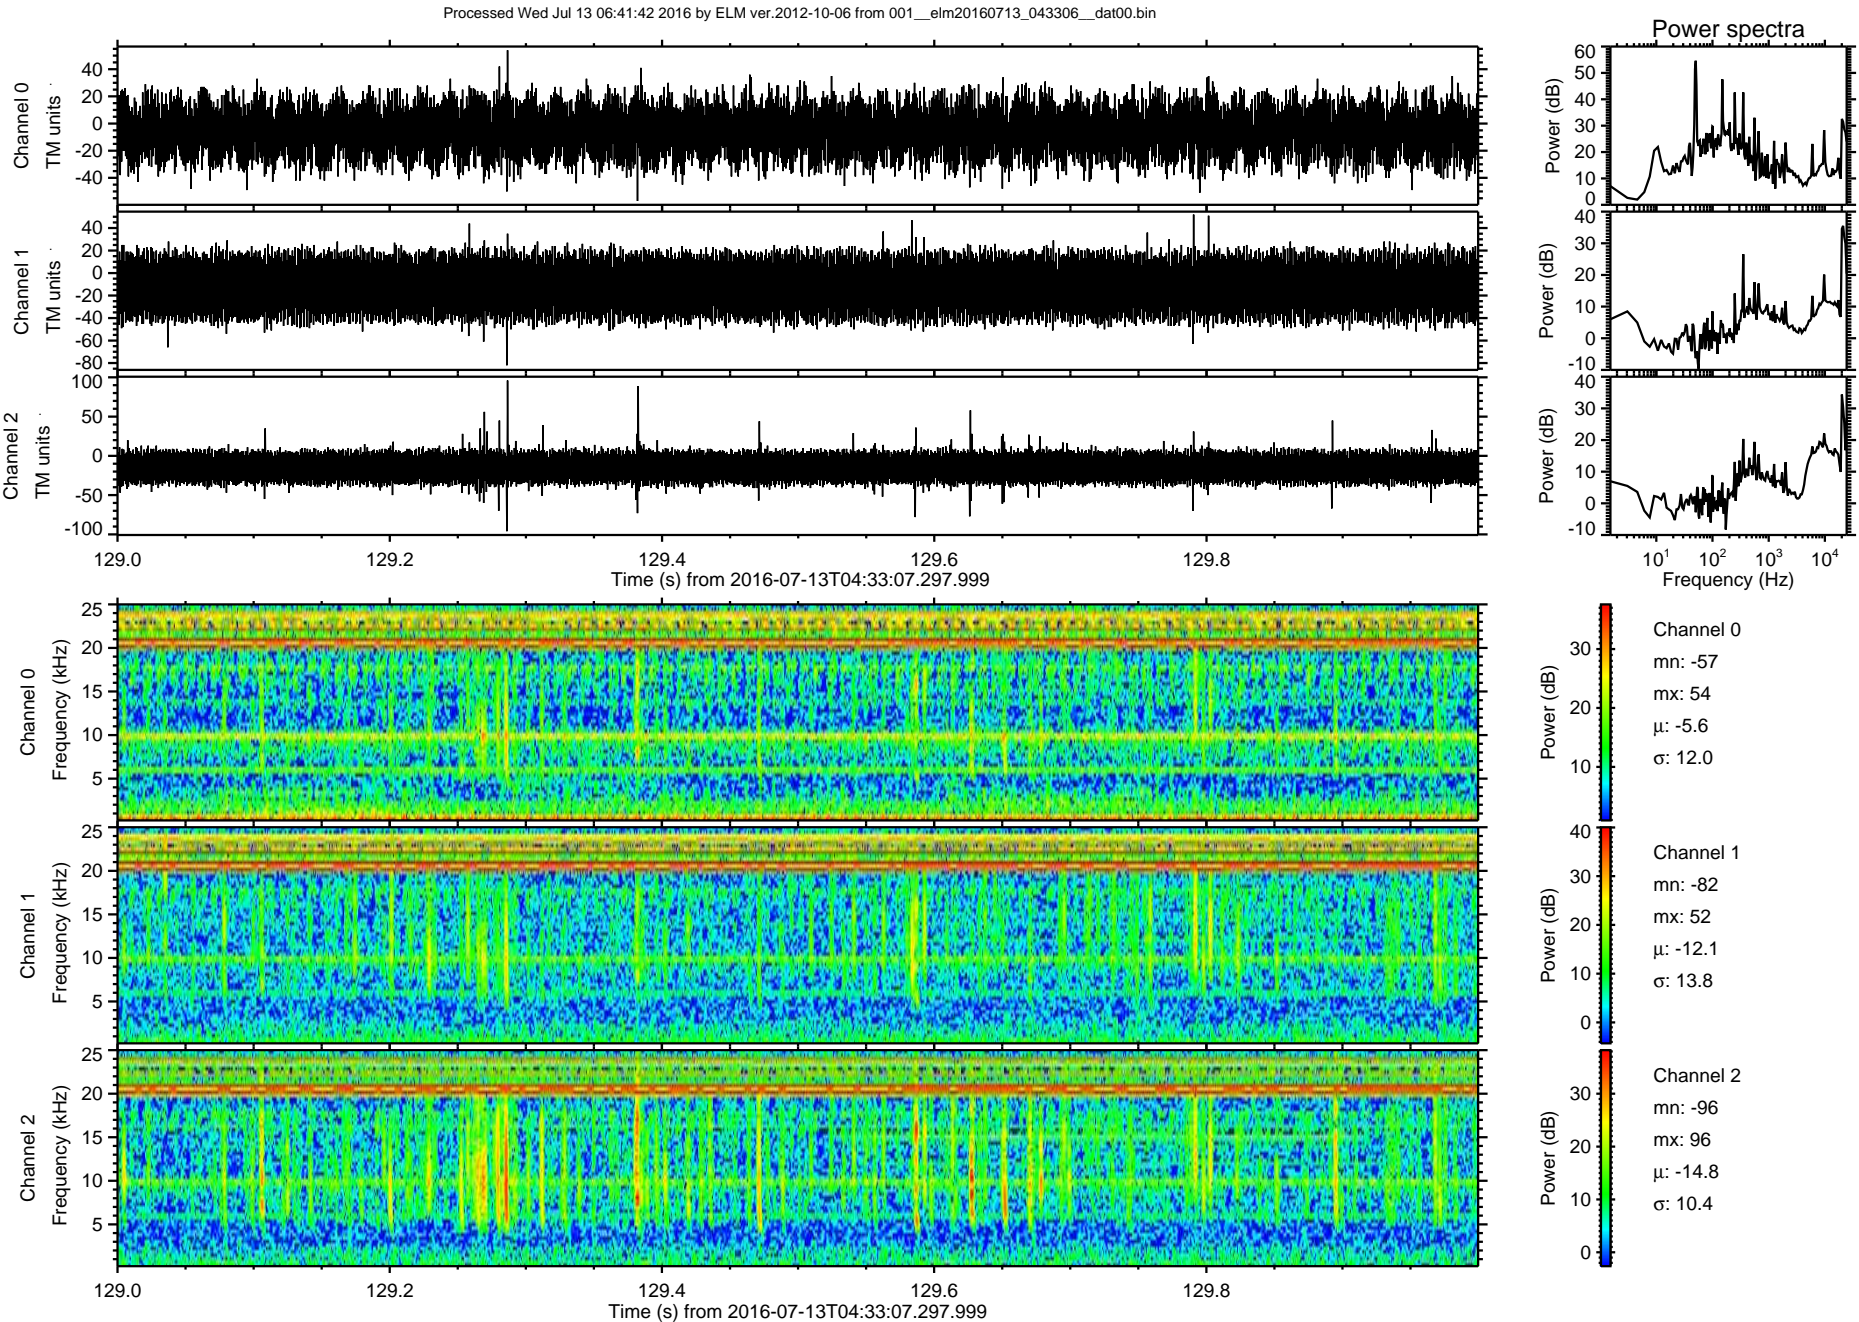 Processed Wed Jul 13 06:41:42 2016 by ELM ver.2012-10-06 from 001__elm20160713_043306__dat00.bin
Power spectra
Channel 0
TM units
40
20
0
-20
-40
Power (dB)
60
50
40
30
20
10
0
Channel 1
TM units
40
20
0
-20
-40
-60
-80
Power (dB)
40
30
20
10
0
-10
Channel 2
TM units
100
50
0
-50
-100
Power (dB)
40
30
20
10
0
-10
129.0 129.2 129.4 129.6 129.8
Time (s) from 2016-07-13T04:33:07.297.999
10^1 10^2 10^3 10^4
Frequency (Hz)
Channel 0
Frequency (kHz)
25
20
15
10
5
Power (dB)
30
20
10
Channel 0
mn: -57
mx: 54
μ: -5.6
σ: 12.0
Channel 1
Frequency (kHz)
25
20
15
10
5
Power (dB)
40
30
20
10
0
Channel 1
mn: -82
mx: 52
μ: -12.1
σ: 13.8
Channel 2
Frequency (kHz)
25
20
15
10
5
Power (dB)
30
20
10
0
Channel 2
mn: -96
mx: 96
μ: -14.8
σ: 10.4
129.0 129.2 129.4 129.6 129.8
Time (s) from 2016-07-13T04:33:07.297.999